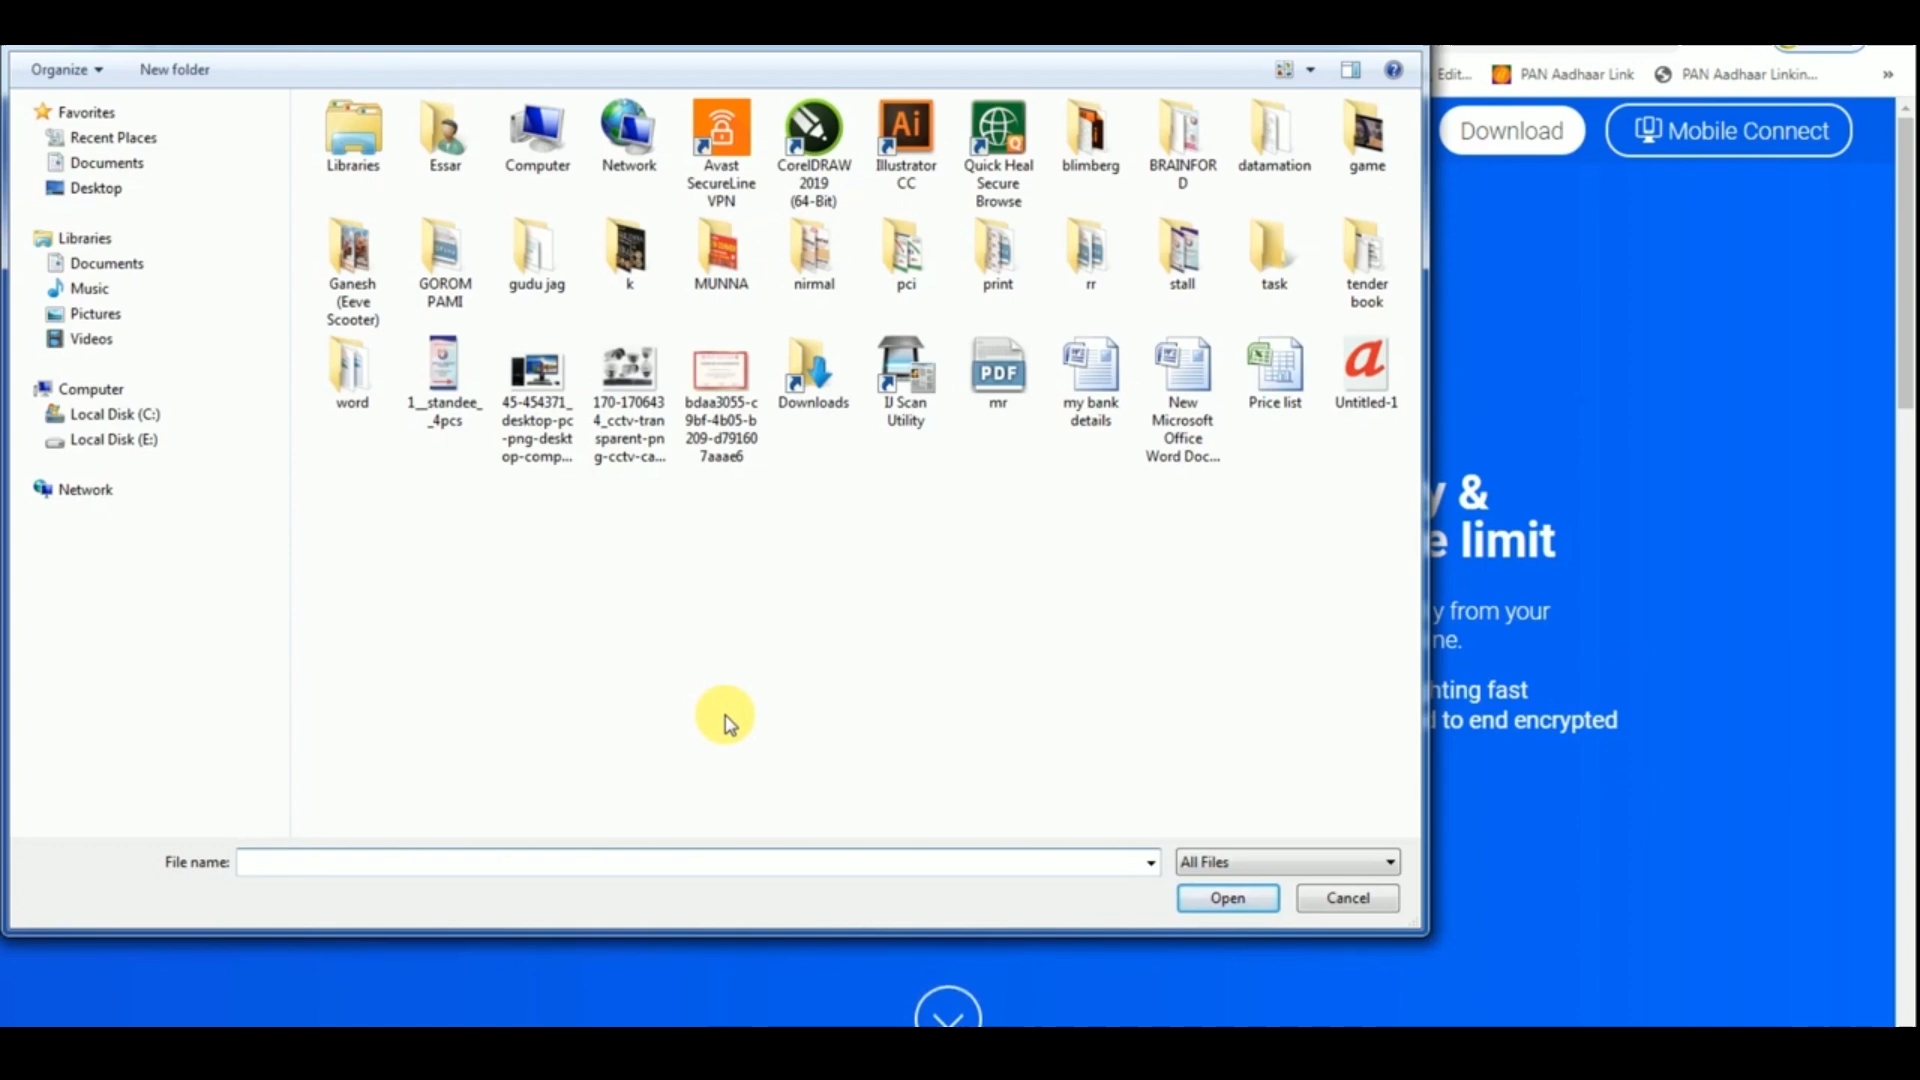 Organize
New folder
Edit...
PAN Aadhaar Link
PAN Aadhaar Linkin...
»
Download
Mobile Connect
Favorites
Recent Places
Documents
Desktop
Libraries
Documents
Music
Pictures
Videos
Computer
Local Disk (C:)
Local Disk (E:)
Network
Libraries
Essar
Computer
Network
Avast
SecureLine
VPN
CorelDRAW
2019
(64-Bit)
Illustrator
CC
Quick Heal
Secure
Browse
blimberg
BRAINFOR
D
datamation
game
Ganesh
(Eeve
Scooter)
GOROM
PAMI
gudu jag
k
MUNNA
nirmal
pci
print
rr
stall
task
tender
book
word
1__standee_
_4pcs
45-454371_
desktop-pc
-png-deskt
op-comp...
170-170643
4_cctv-tran
sparent-pn
g-cctv-ca...
bdaa3055-c
9bf-4b05-b
209-d79160
7aaae6
Downloads
IJ Scan
Utility
PDF
mr
my bank
details
New
Microsoft
Office
Word Doc...
Price list
Untitled-1
y &
e limit
y from your
ne.
hting fast
d to end encrypted
File name:
All Files
Open
Cancel